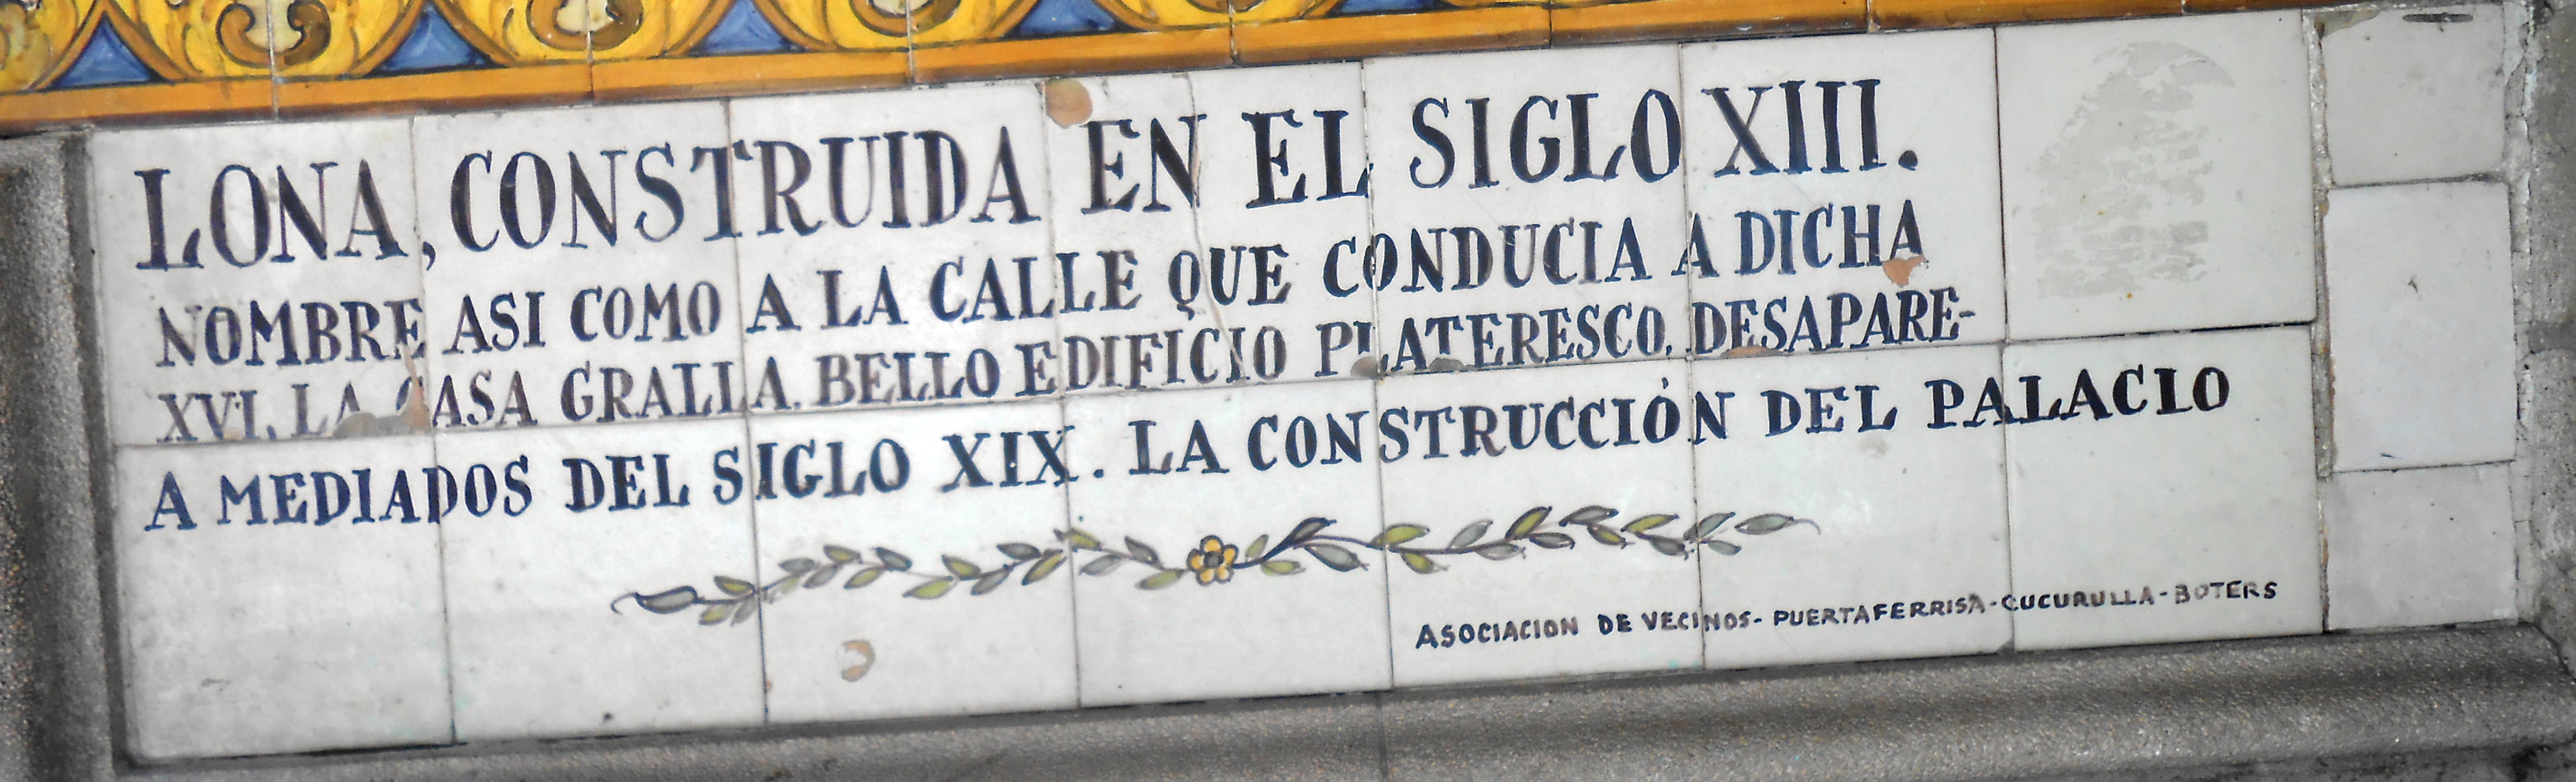 LONA, CONSTRUIDA EN EL SIGLO XIII.
NOMBRE ASI COMO A LA CALLE QUE CONDUCIA A DICHA
XVI. LA CASA GRALLA. BELLO EDIFICIO PLATERESCO, DESAPARE-
A MEDIADOS DEL SIGLO XIX. LA CONSTRUCCIÓN DEL PALACIO
ASOCIACION DE VECINOS-PUERTAFERRISA-CUCURULLA-BOTERS